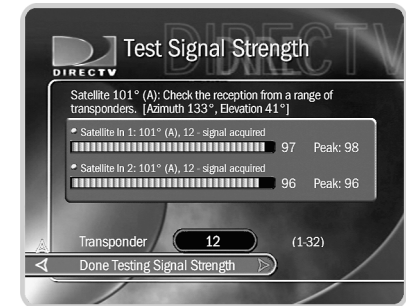 DIRECTV
Test Signal Strength
DIRECTV
Satellite 101° (A): Check the reception from a range of
transponders. [Azimuth 133°, Elevation 41°]
Satellite In 1: 101° (A), 12 - signal acquired
97 Peak: 98
Satellite In 2: 101° (A), 12 - signal acquired
96 Peak: 96
Transponder 12 (1-32)
Done Testing Signal Strength